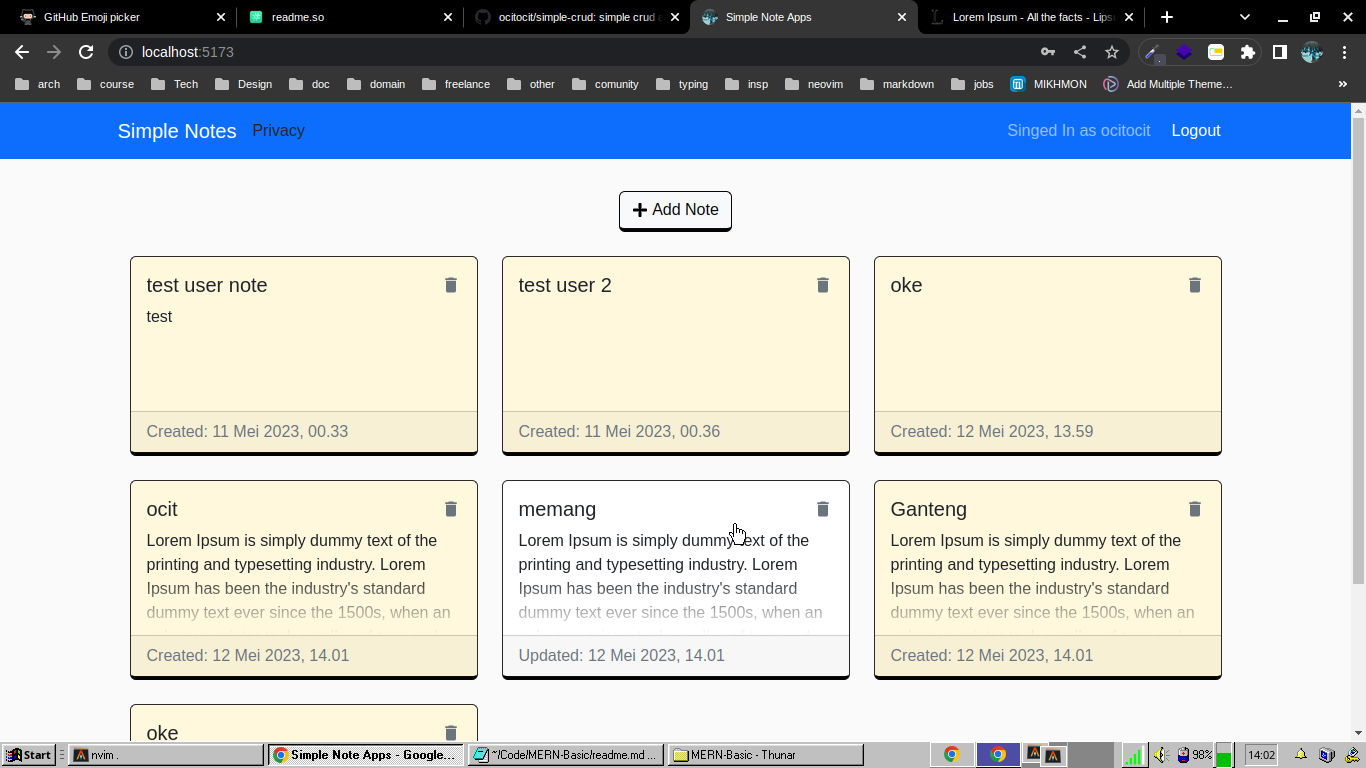 GitHub Emoji picker
readme.so
ocitocit/simple-crud: simple crud
Simple Note Apps
Lorem Ipsum - All the facts - Lips
localhost:5173
arch course Tech Design doc domain freelance other comunity typing insp neovim markdown jobs MIKHMON Add Multiple Theme… »
Simple Notes Privacy Singed In as ocitocit Logout
Add Note
test user note
test
Created: 11 Mei 2023, 00.33
test user 2
Created: 11 Mei 2023, 00.36
oke
Created: 12 Mei 2023, 13.59
ocit
Lorem Ipsum is simply dummy text of the
printing and typesetting industry. Lorem
Ipsum has been the industry's standard
dummy text ever since the 1500s, when an
Created: 12 Mei 2023, 14.01
memang
Lorem Ipsum is simply dummy text of the
printing and typesetting industry. Lorem
Ipsum has been the industry's standard
dummy text ever since the 1500s, when an
Updated: 12 Mei 2023, 14.01
Ganteng
Lorem Ipsum is simply dummy text of the
printing and typesetting industry. Lorem
Ipsum has been the industry's standard
dummy text ever since the 1500s, when an
Created: 12 Mei 2023, 14.01
oke
Start nvim . Simple Note Apps - Google... ~/Code/MERN-Basic/readme.md ... MERN-Basic - Thunar 98% 14:02